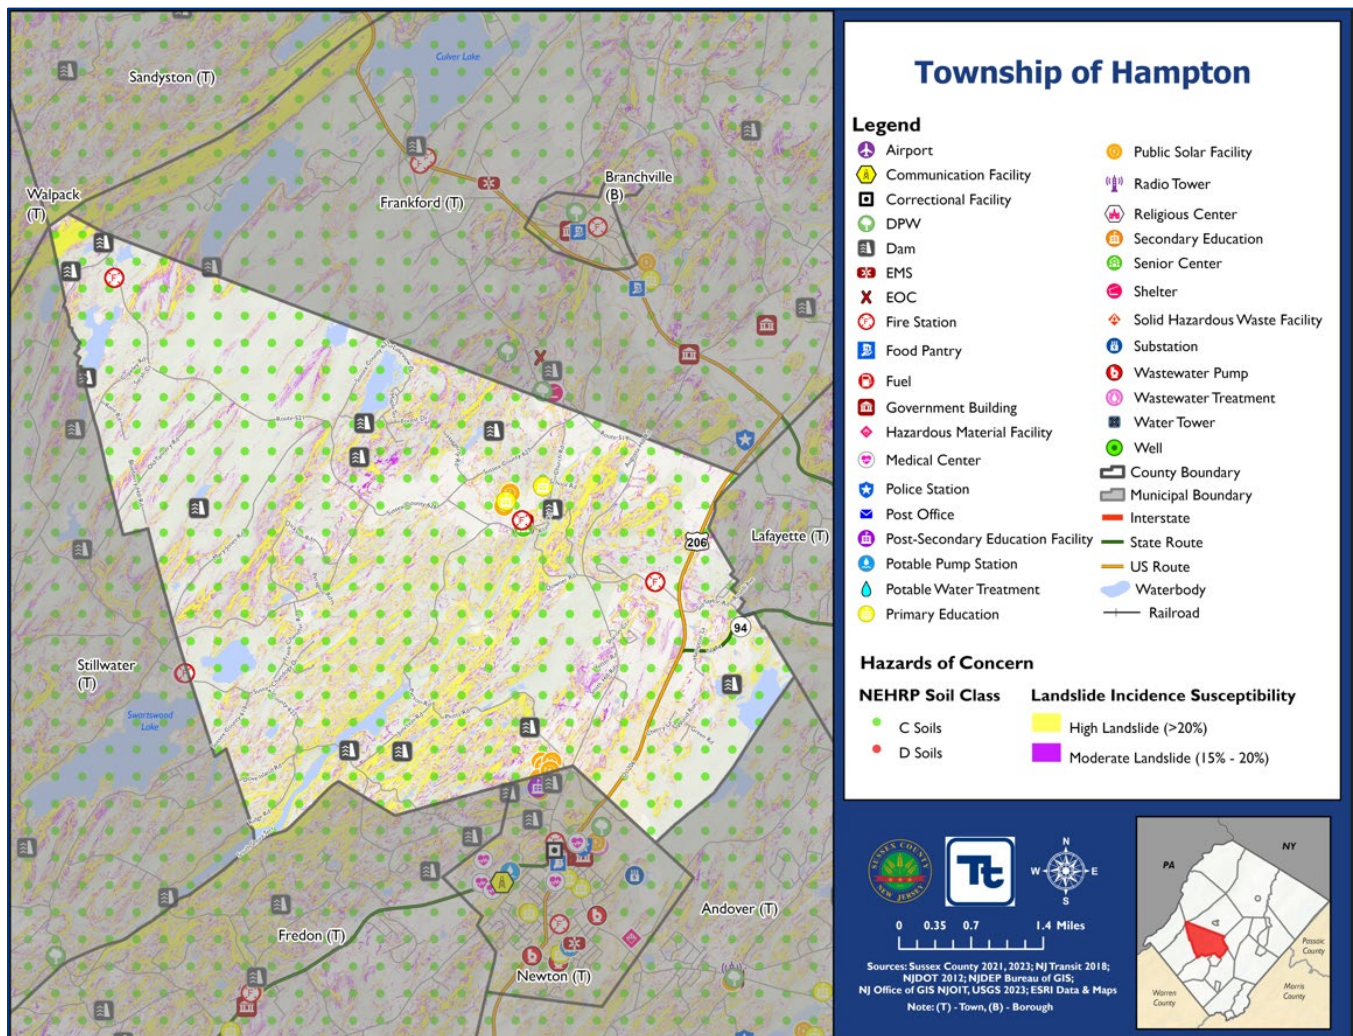 Township of Hampton
Legend
Airport
Communication Facility
Correctional Facility
DPW
Dam
EMS
EOC
Fire Station
Food Pantry
Fuel
Government Building
Hazardous Material Facility
Medical Center
Police Station
Post Office
Post-Secondary Education Facility
Potable Pump Station
Potable Water Treatment
Primary Education
Public Solar Facility
Radio Tower
Religious Center
Secondary Education
Senior Center
Shelter
Solid Hazardous Waste Facility
Substation
Wastewater Pump
Wastewater Treatment
Water Tower
Well
County Boundary
Municipal Boundary
Interstate
State Route
US Route
Waterbody
Railroad
Hazards of Concern
NEHRP Soil Class
C Soils
D Soils
Landslide Incidence Susceptibility
High Landslide (>20%)
Moderate Landslide (15% - 20%)
Sandyston (T)
Culver Lake
Walpack
(T)
Frankford (T)
Branchville
(B)
Lafayette (T)
206
94
Stillwater
(T)
Swartswood
Lake
Fredon (T)
Newton (T)
Andover (T)
SUSSEX COUNTY
NEW JERSEY
Tt
N
W
E
S
0 0.35 0.7 1.4 Miles
Sources: Sussex County 2021, 2023; NJ Transit 2018;
NJDOT 2012; NJDEP Bureau of GIS;
NJ Office of GIS NJOIT, USGS 2023; ESRI Data & Maps
Note: (T) - Town, (B) - Borough
PA
NY
Passaic
County
Morris
County
Warren
County